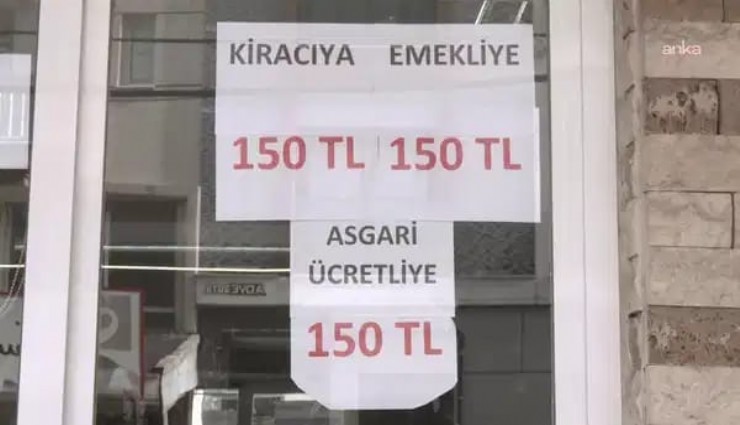 anka
KİRACIYA EMEKLİYE
150 TL 150 TL
ASGARİ
ÜCRETLİYE
150 TL